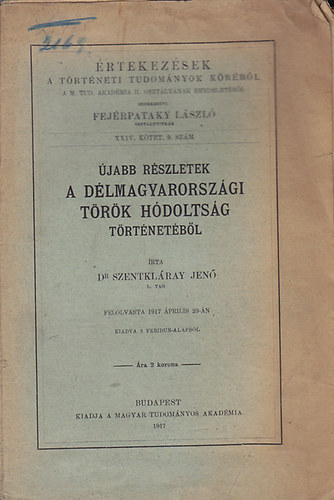 2169.
ÉRTEKEZÉSEK
A TÖRTÉNETI TUDOMÁNYOK KÖRÉBŐL
A M. TUD. AKADÉMIA II. OSZTÁLYÁNAK RENDELETÉBŐL
SZERKESZTI
FEJÉRPATAKY LÁSZLÓ
OSZTÁLYTITKÁR
XXIV. KÖTET. 9. SZÁM.
ÚJABB RÉSZLETEK
A DÉLMAGYARORSZÁGI
TÖRÖK HÓDOLTSÁG
TÖRTÉNETÉBŐL
ÍRTA
DR SZENTKLÁRAY JENŐ
L. TAG
FELOLVASTA 1917 ÁPRILIS 23-ÁN
KIADVA A FERIDUN-ALAPBÓL
Ára 2 korona
BUDAPEST
KIADJA A MAGYAR TUDOMÁNYOS AKADÉMIA
1917